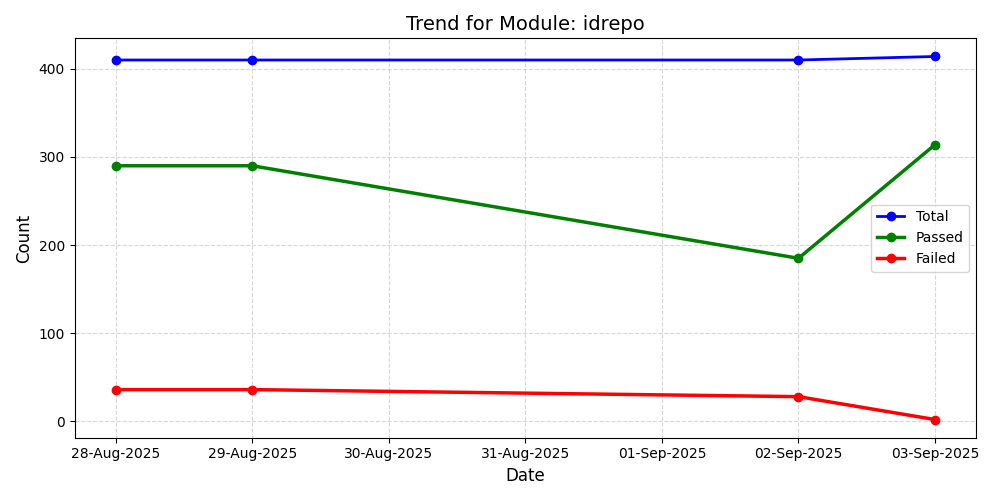 Trend for Module: idrepo
Count
400
300
200
100
0
Total
Passed
Failed
28-Aug-2025
29-Aug-2025
30-Aug-2025
31-Aug-2025
01-Sep-2025
02-Sep-2025
03-Sep-2025
Date